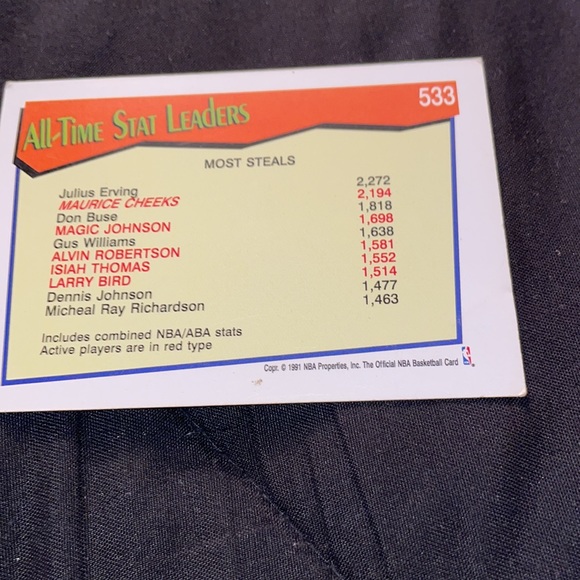 533
All-Time Stat Leaders
MOST STEALS
Julius Erving 2,272
MAURICE CHEEKS 2,194
Don Buse 1,818
MAGIC JOHNSON 1,698
Gus Williams 1,638
ALVIN ROBERTSON 1,581
ISIAH THOMAS 1,552
LARRY BIRD 1,514
Dennis Johnson 1,477
Micheal Ray Richardson 1,463
Includes combined NBA/ABA stats
Active players are in red type
Copr. © 1991 NBA Properties, Inc. The Official NBA Basketball Card